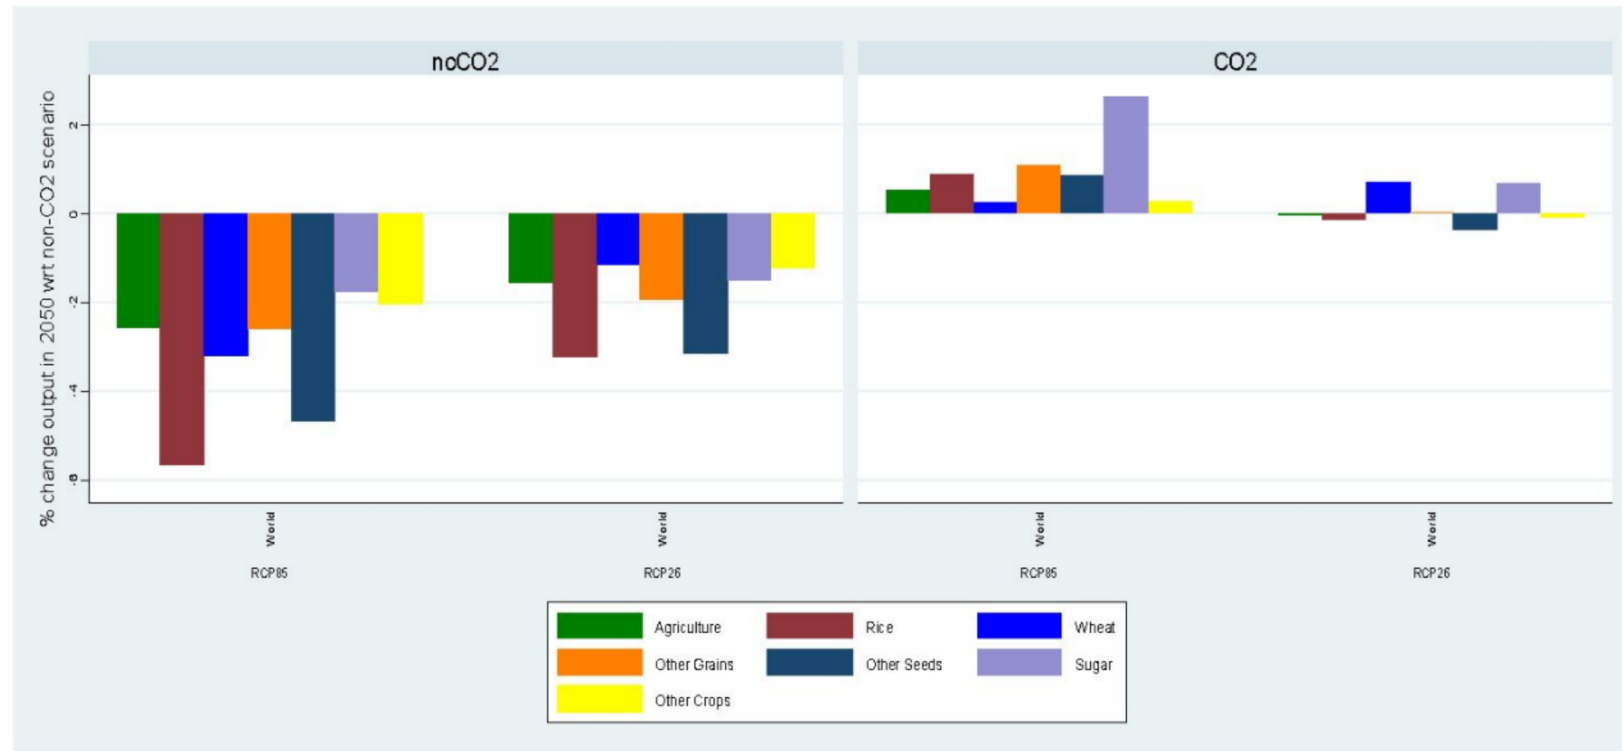 noCO2
CO2
% change output in 2050 wrt non-CO2 scenario
2
0
-2
-4
-6
World
World
World
World
RCP85
RCP26
RCP85
RCP26
Agriculture
Rice
Wheat
Other Grains
Other Seeds
Sugar
Other Crops